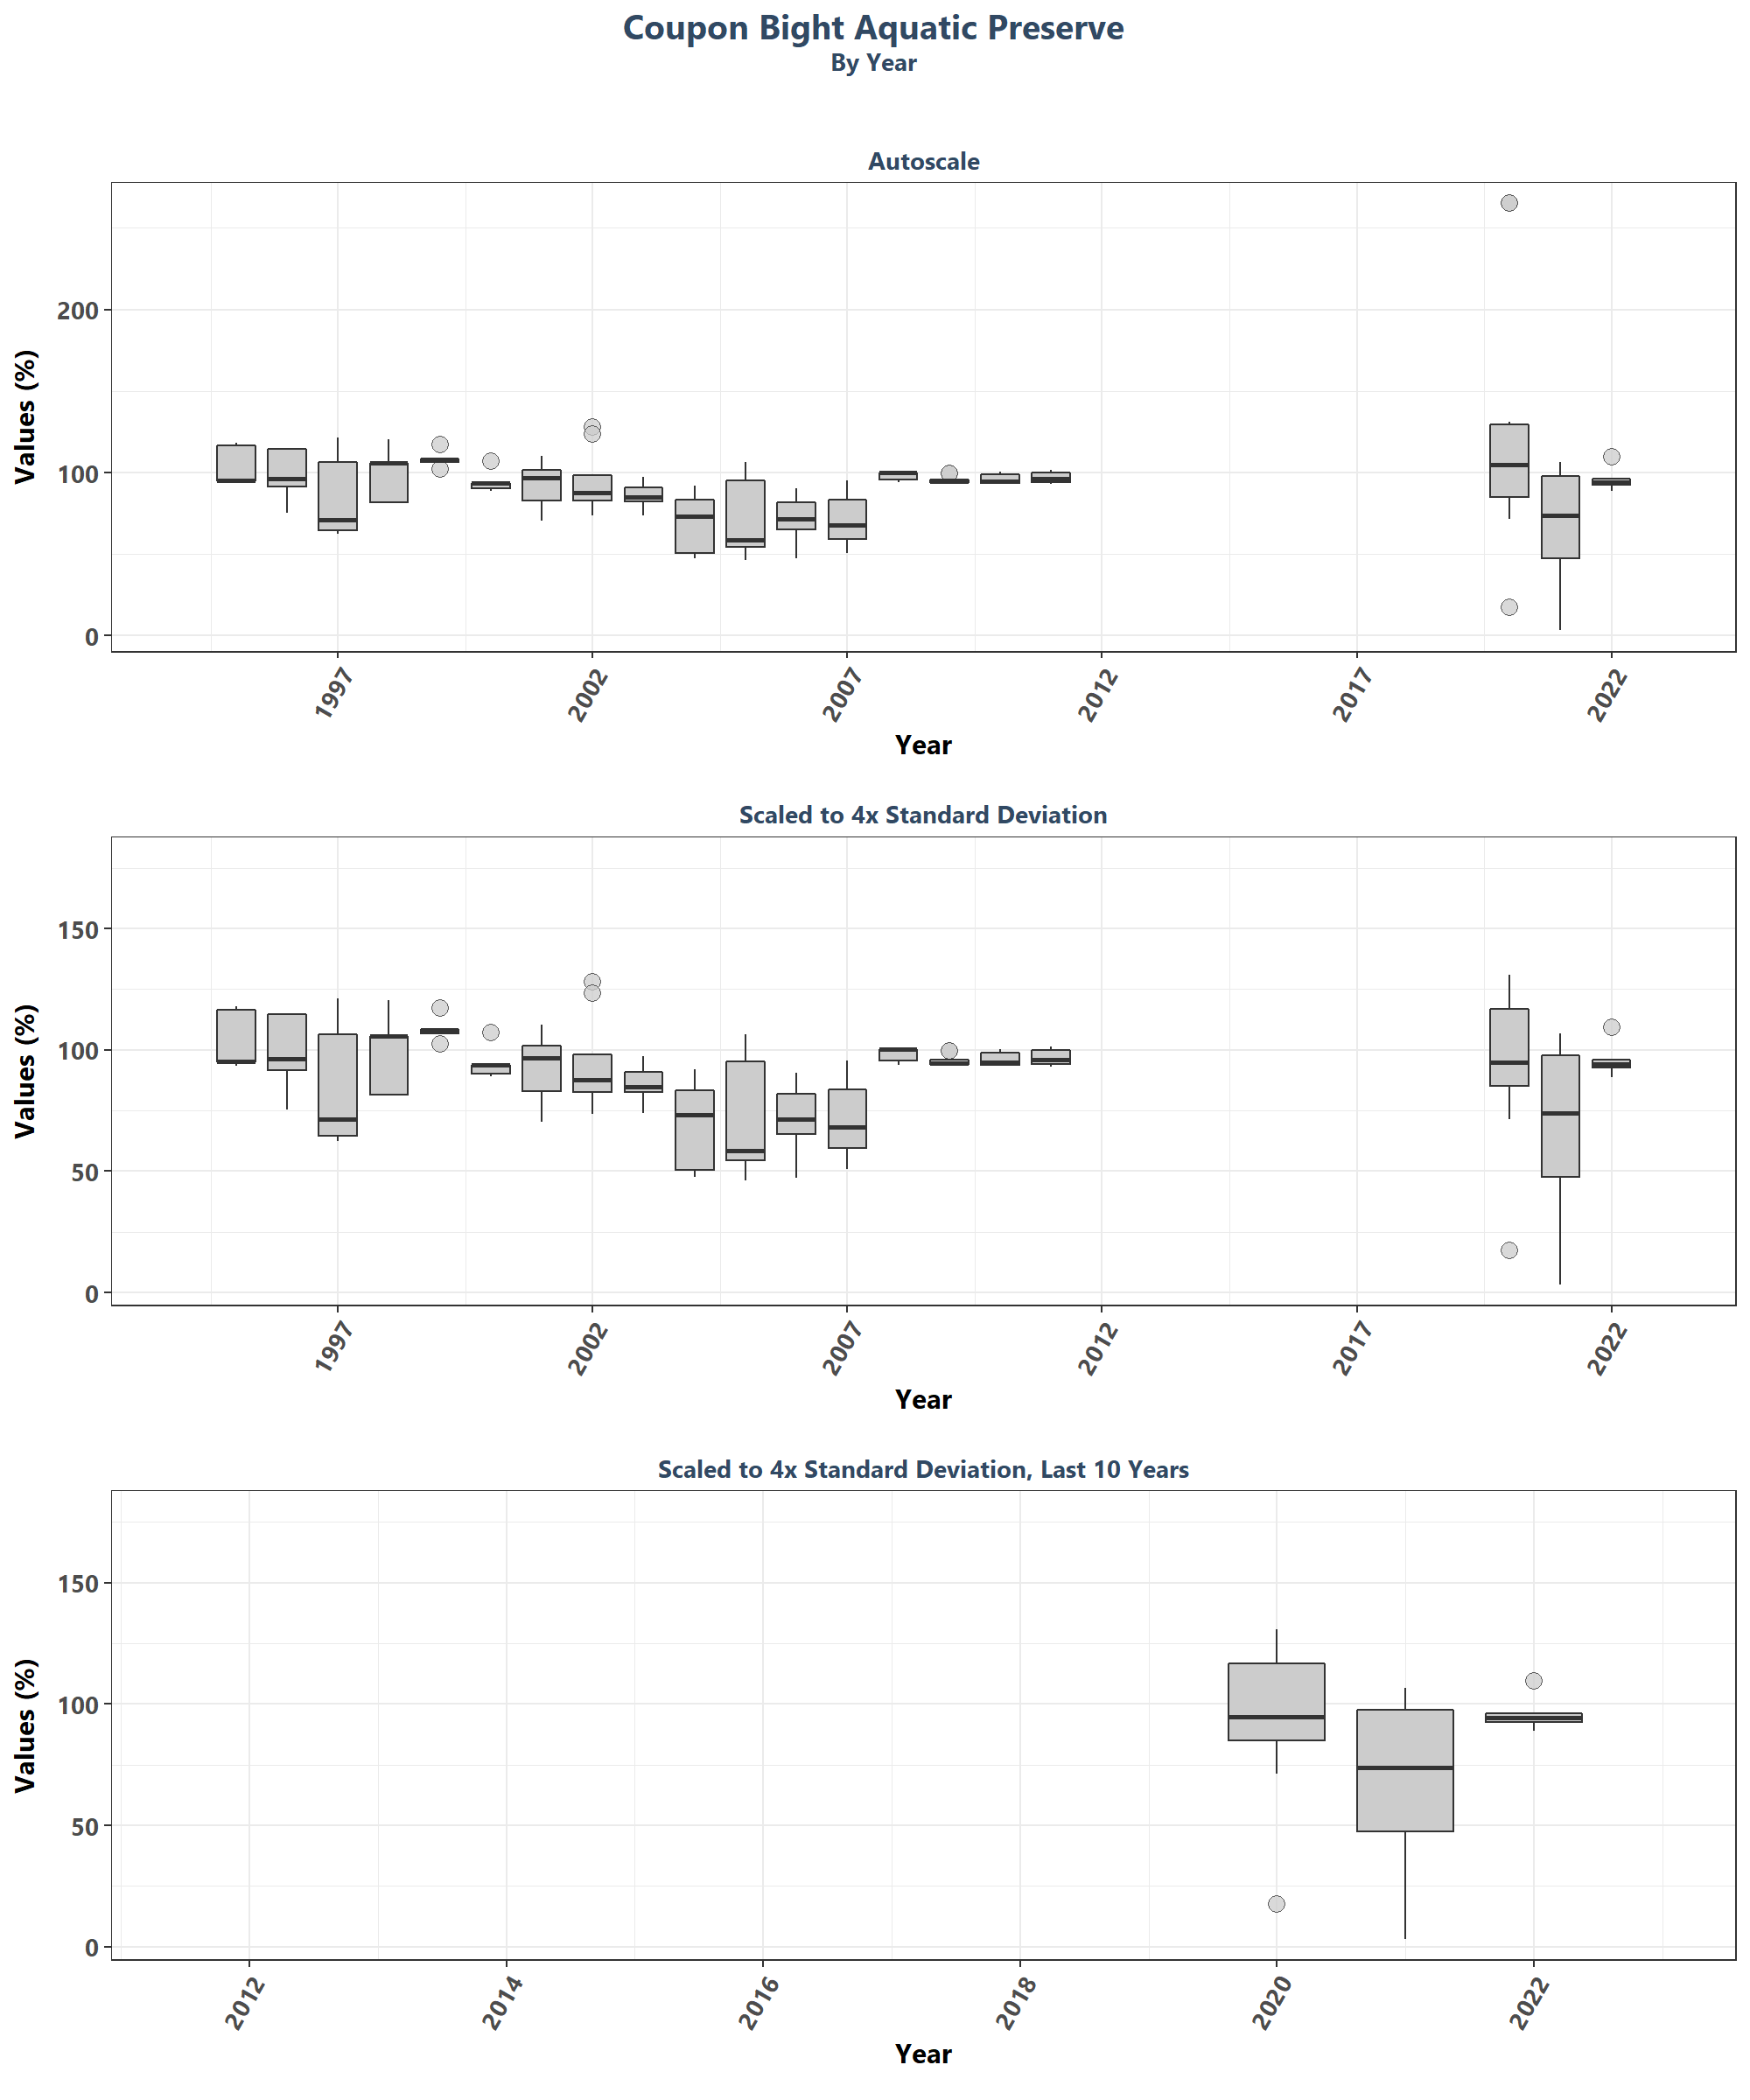 Coupon Bight Aquatic Preserve
By Year
Autoscale
Values (%)
200
100
0
1997
2002
2007
2012
2017
2022
Year
Scaled to 4x Standard Deviation
Values (%)
150
100
50
0
1997
2002
2007
2012
2017
2022
Year
Scaled to 4x Standard Deviation, Last 10 Years
Values (%)
150
100
50
0
2012
2014
2016
2018
2020
2022
Year